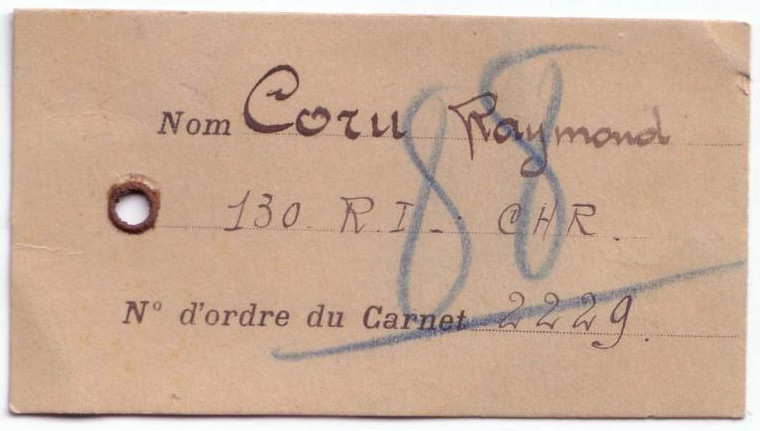 Nom Coru Raymond
130 R.I. CHR.
N° d'ordre du Carnet 2229.
88